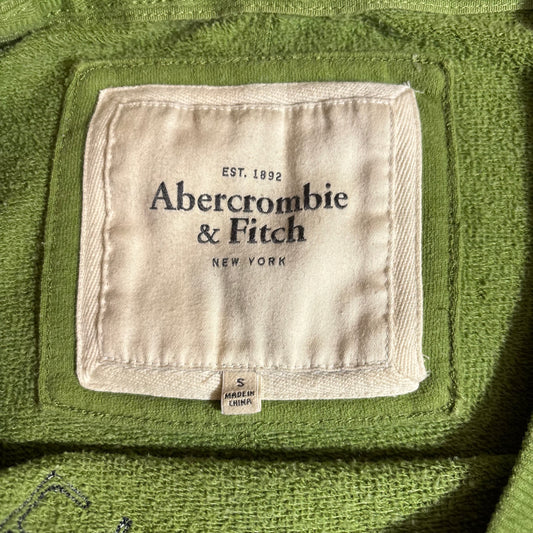 EST. 1892
Abercrombie
& Fitch
NEW YORK
S
MADE IN
CHINA